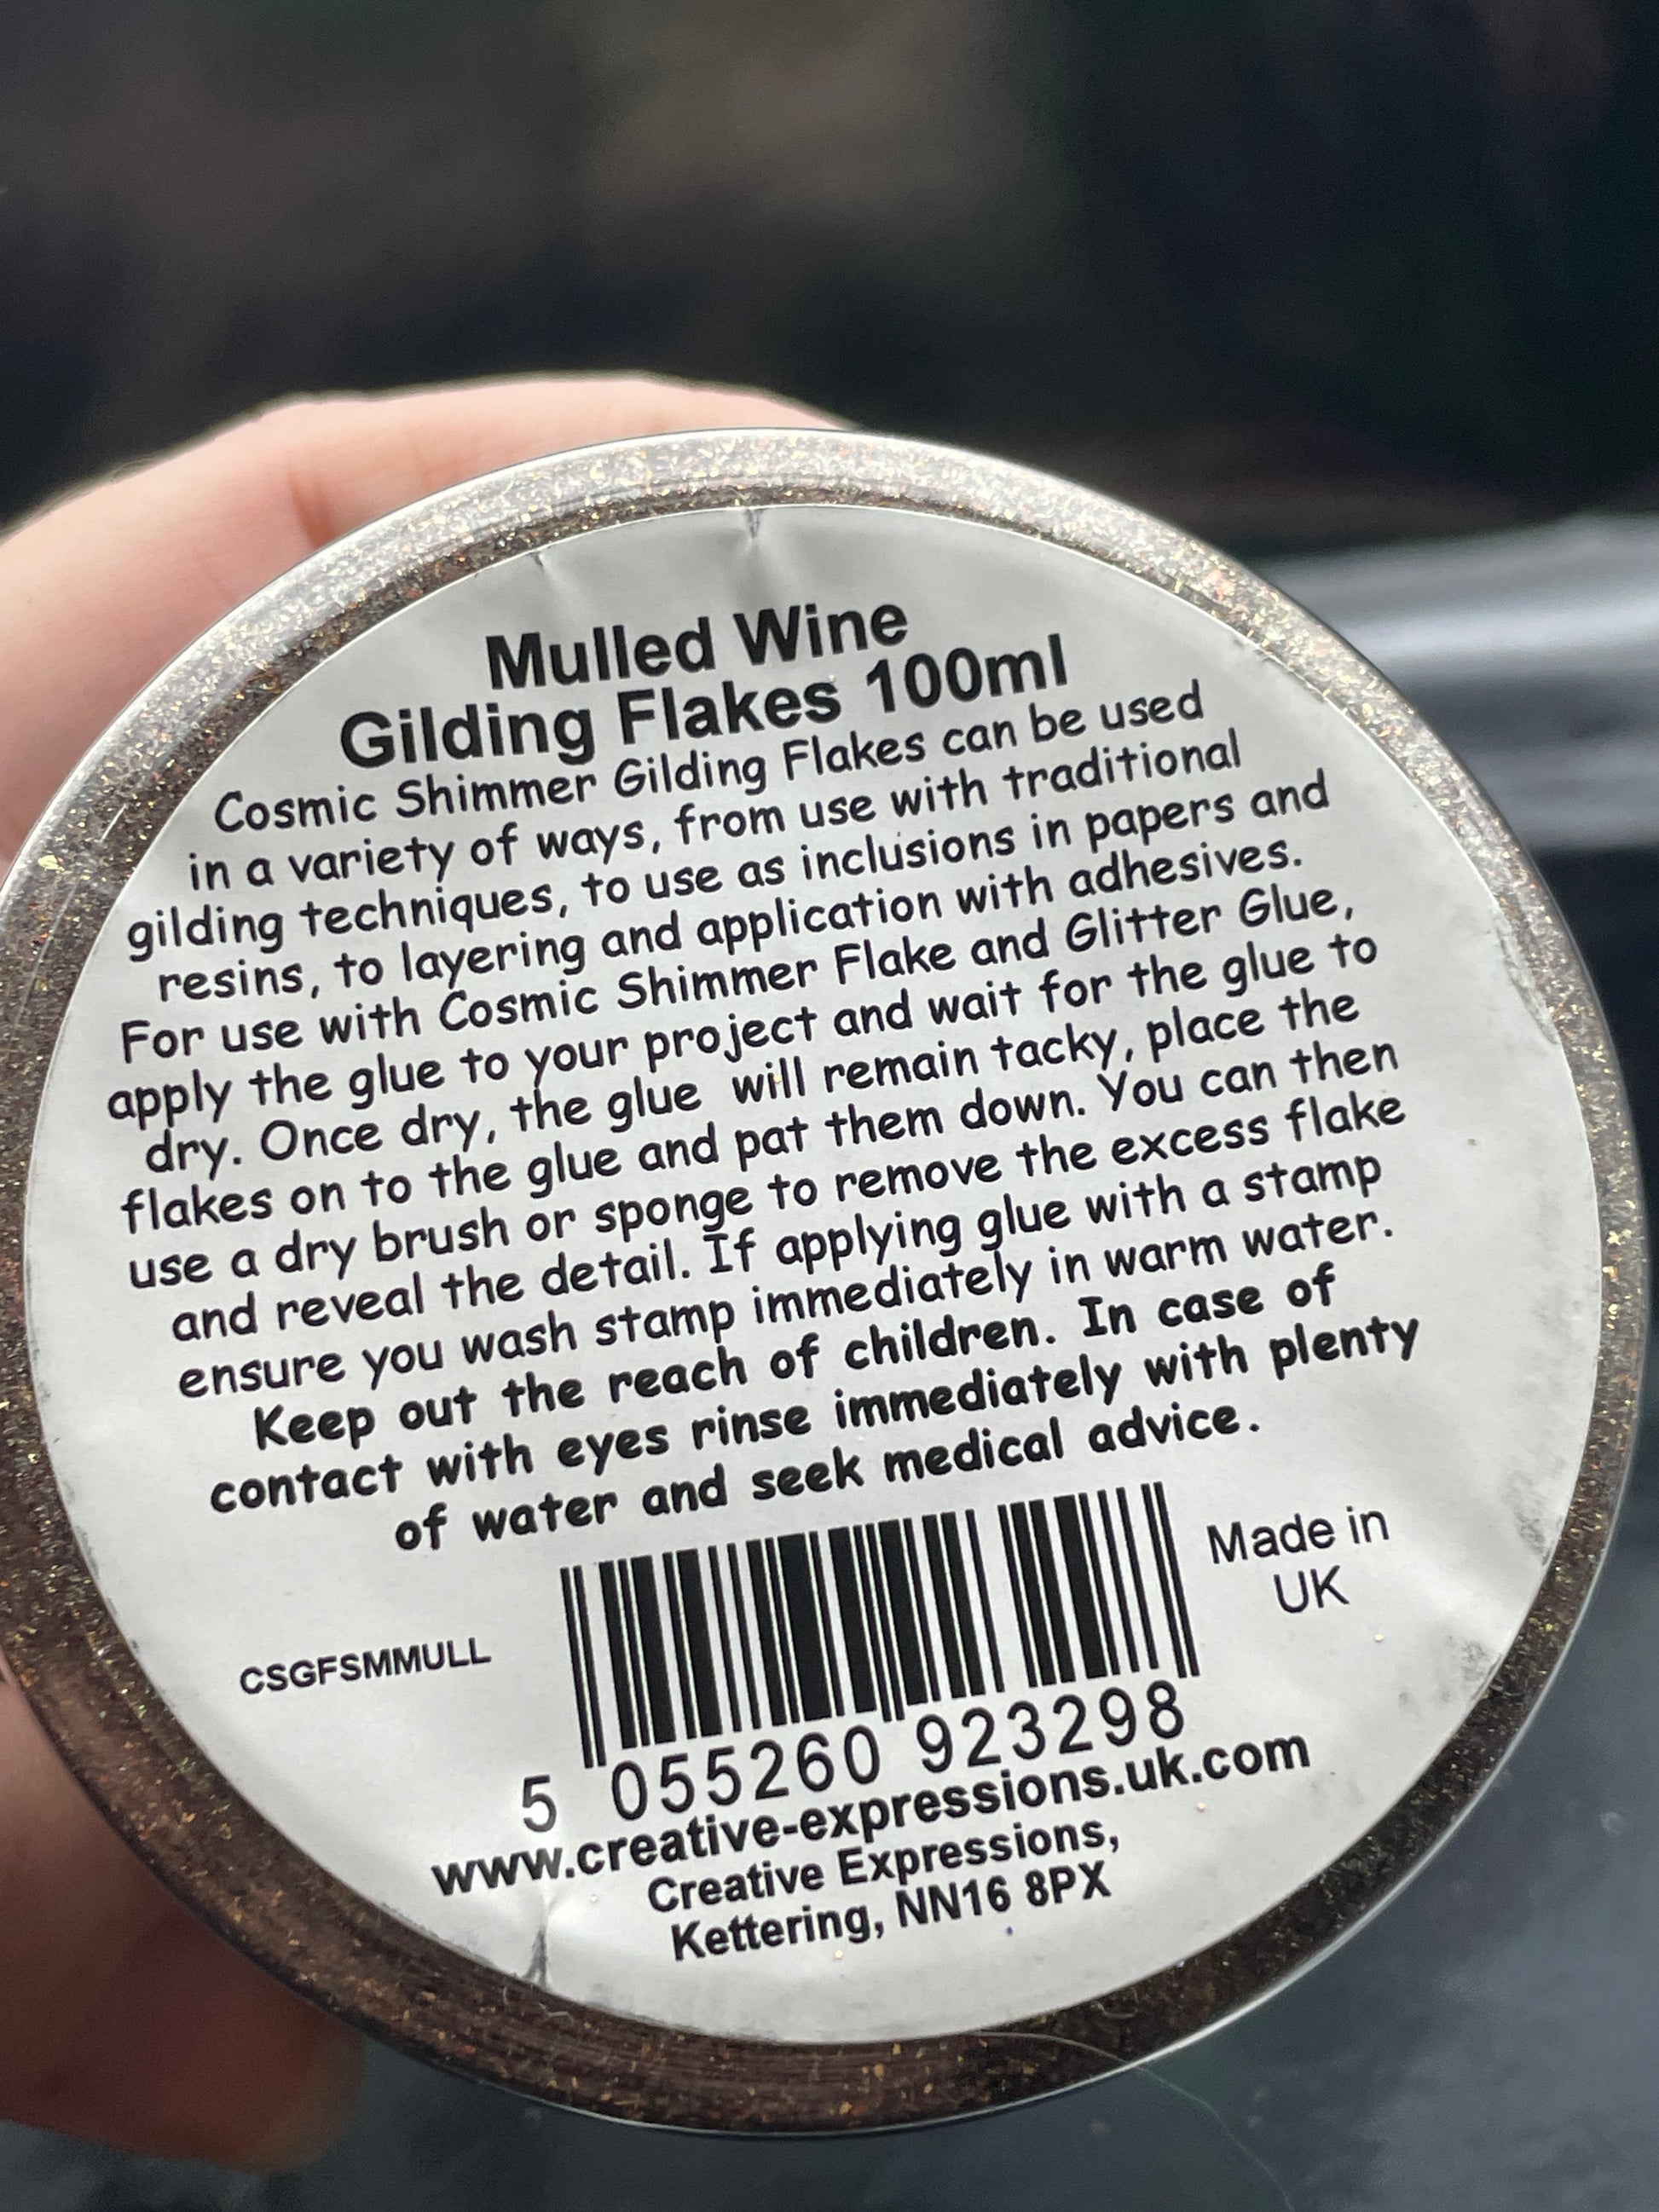 Mulled Wine
Gilding Flakes 100ml
Cosmic Shimmer Gilding Flakes can be used
in a variety of ways, from use with traditional
gilding techniques, to use as inclusions in papers and
resins, to layering and application with adhesives.
For use with Cosmic Shimmer Flake and Glitter Glue,
apply the glue to your project and wait for the glue to
dry. Once dry, the glue will remain tacky, place the
flakes on to the glue and pat them down. You can then
use a dry brush or sponge to remove the excess flake
and reveal the detail. If applying glue with a stamp
ensure you wash stamp immediately in warm water.
Keep out the reach of children. In case of
contact with eyes rinse immediately with plenty
of water and seek medical advice.
Made in
UK
CSGFSMMULL
5 055260 923298
www.creative-expressions.uk.com
Creative Expressions,
Kettering, NN16 8PX